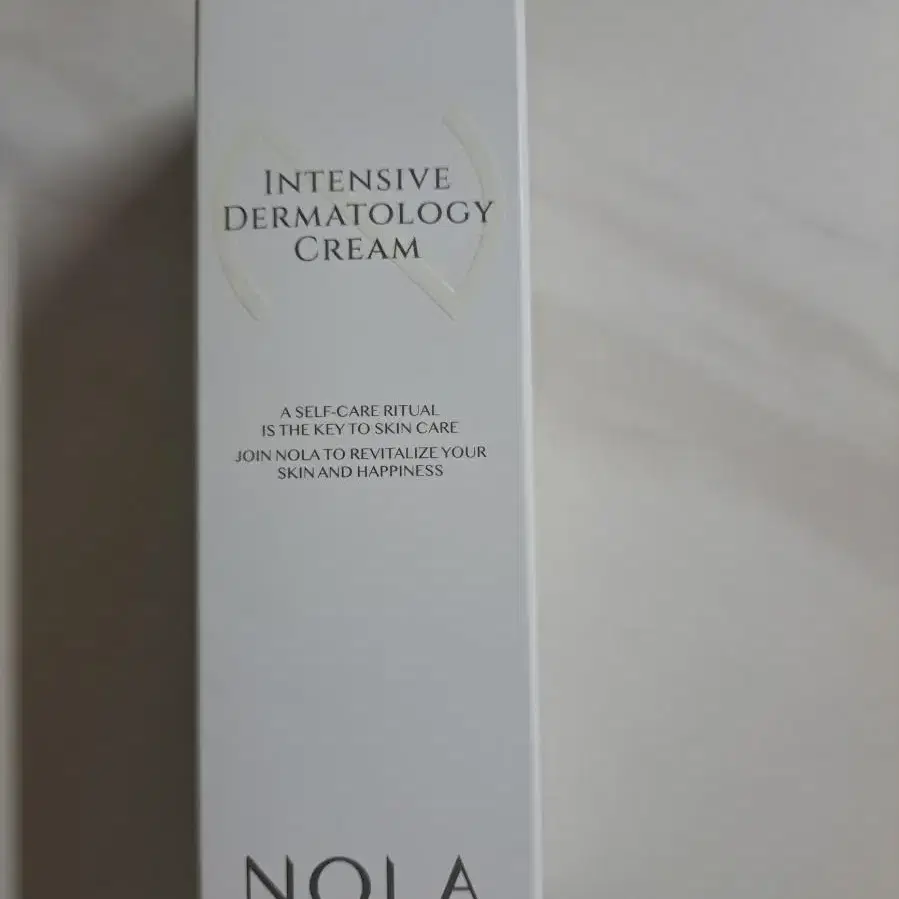 INTENSIVE
DERMATOLOGY
CREAM
A SELF-CARE RITUAL
IS THE KEY TO SKIN CARE
JOIN NOLA TO REVITALIZE YOUR
SKIN AND HAPPINESS
NOLA